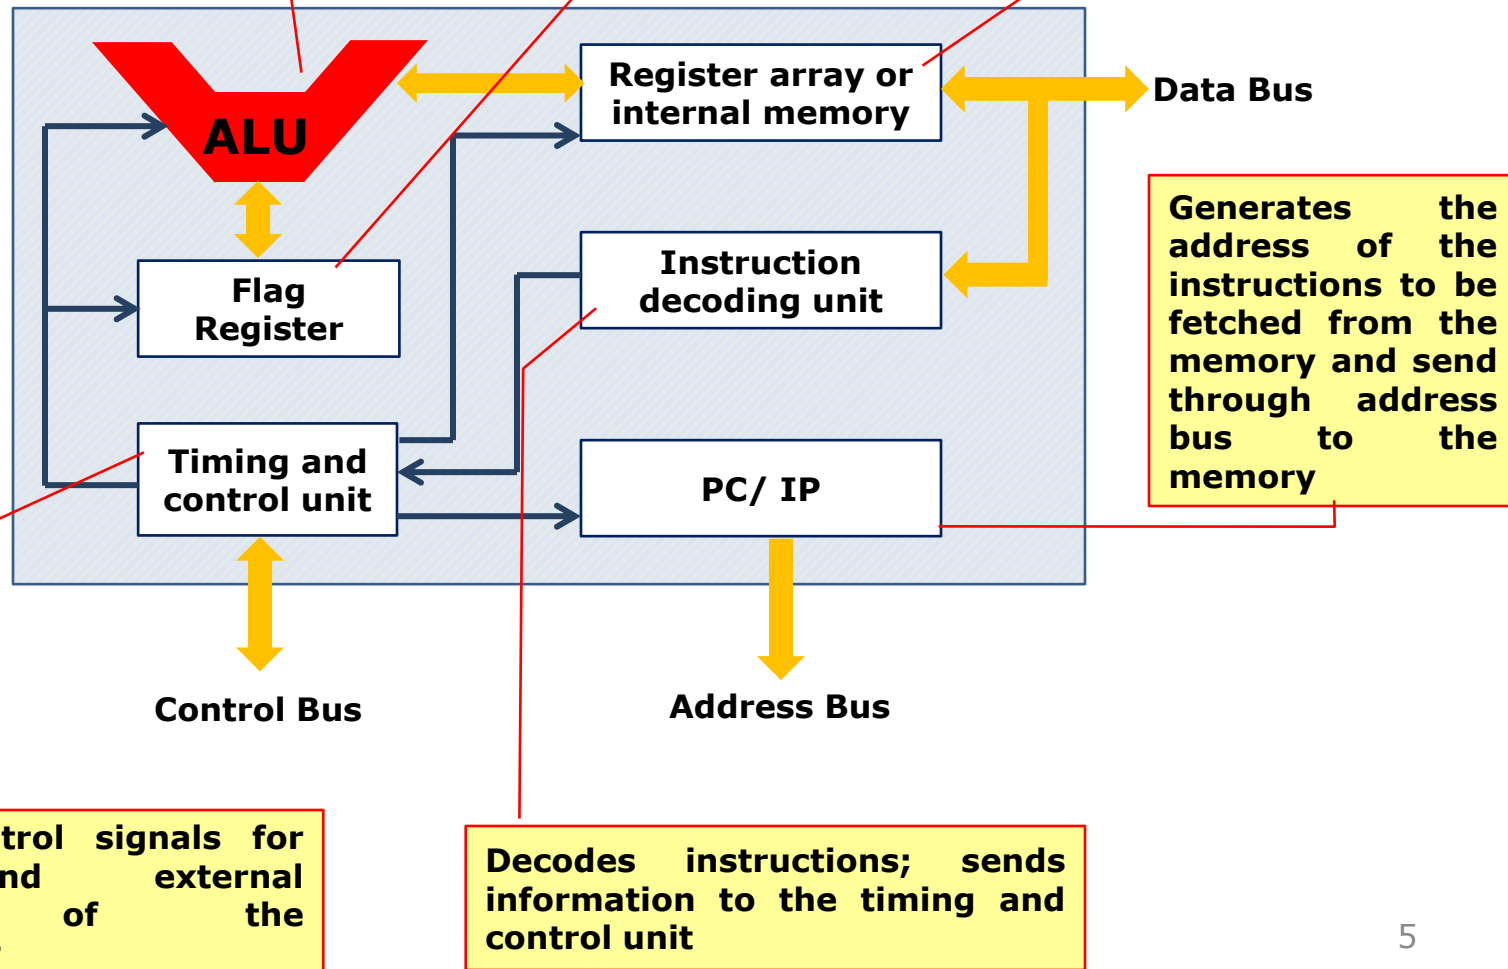 Register array or
internal memory
Data Bus
ALU
Generates the
address of the
instructions to be
fetched from the
memory and send
through address
bus to the
memory
Instruction
decoding unit
Flag
Register
Timing and
control unit
PC/ IP
Control Bus
Address Bus
trol signals for
nd external
of the
Decodes instructions; sends
information to the timing and
control unit
5